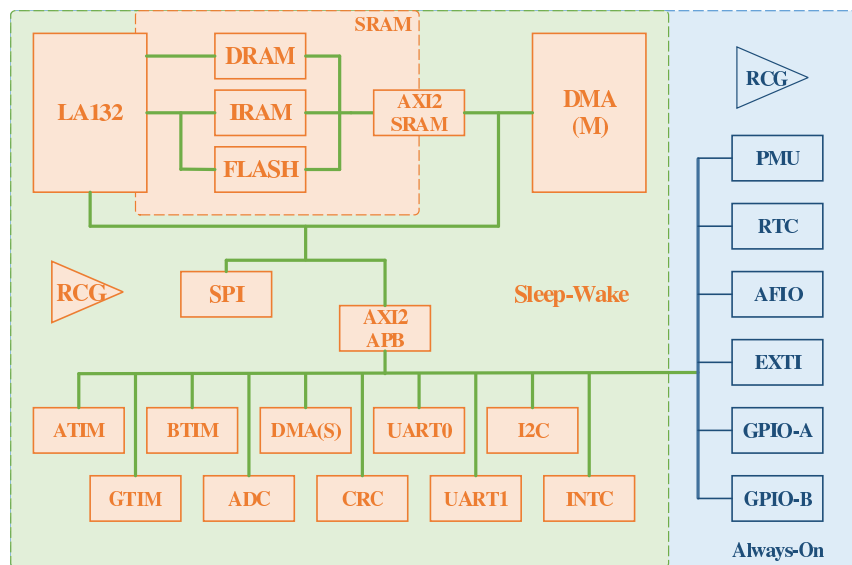 SRAM
LA132
DRAM
IRAM
FLASH
AXI2
SRAM
DMA
(M)
RCG
PMU
RTC
AFIO
EXTI
GPIO-A
GPIO-B
Always-On
RCG
SPI
Sleep-Wake
AXI2
APB
ATIM
BTIM
DMA(S)
UART0
I2C
GTIM
ADC
CRC
UART1
INTC